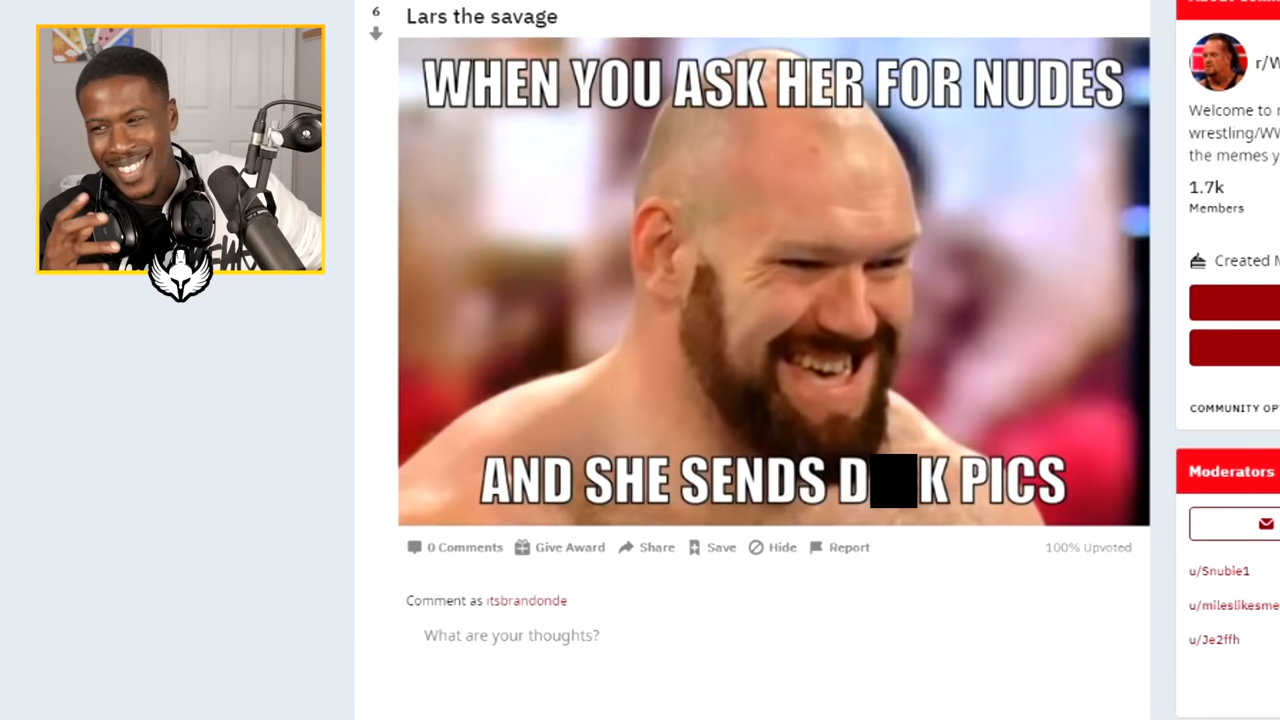 6
Lars the savage
WHEN YOU ASK HER FOR NUDES
AND SHE SENDS D K PICS
0 Comments Give Award Share Save Hide Report 100% Upvoted
Comment as itsbrandonde
What are your thoughts?
r/W
Welcome to
wrestling/WW
the memes y
1.7k
Members
Created
COMMUNITY OP
Moderators
u/Snubie1
u/mileslikesme
u/Je2ffh